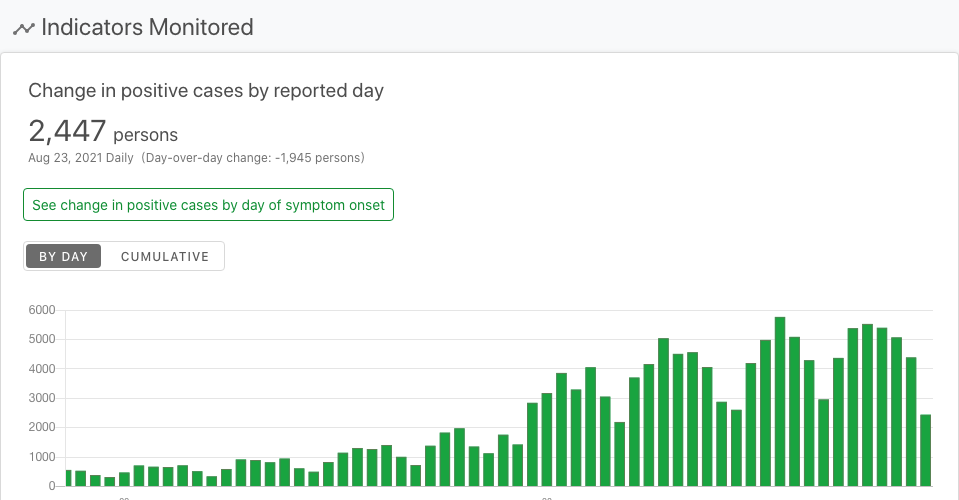 Indicators Monitored
Change in positive cases by reported day
2,447 persons
Aug 23, 2021 Daily (Day-over-day change: -1,945 persons)
See change in positive cases by day of symptom onset
BY DAY CUMULATIVE
6000
5000
4000
3000
2000
1000
0